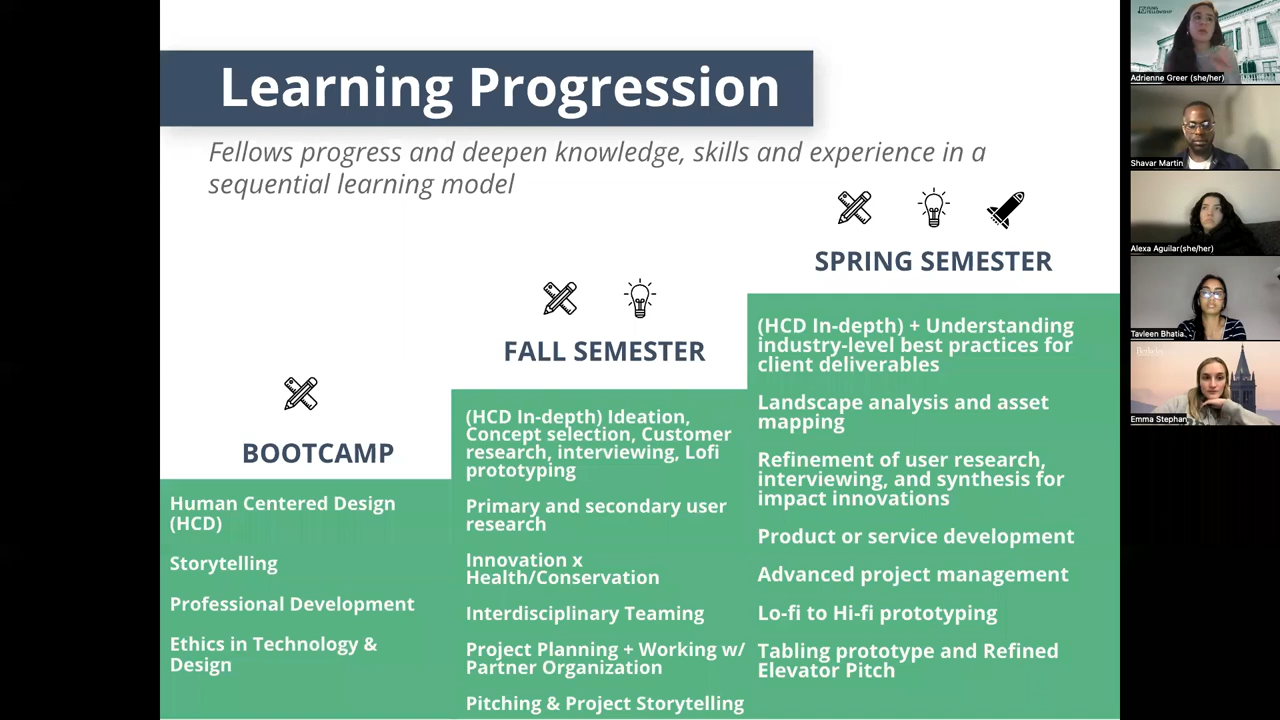 Learning Progression
Fellows progress and deepen knowledge, skills and experience in a
sequential learning model
BOOTCAMP
Human Centered Design
(HCD)
Storytelling
Professional Development
Ethics in Technology &
Design
FALL SEMESTER
(HCD In-depth) Ideation,
Concept selection, Customer
research, interviewing, Lofi
prototyping
Primary and secondary user
research
Innovation x
Health/Conservation
Interdisciplinary Teaming
Project Planning + Working w/
Partner Organization
Pitching & Project Storytelling
SPRING SEMESTER
(HCD In-depth) + Understanding
industry-level best practices for
client deliverables
Landscape analysis and asset
mapping
Refinement of user research,
interviewing, and synthesis for
impact innovations
Product or service development
Advanced project management
Lo-fi to Hi-fi prototyping
Tabling prototype and Refined
Elevator Pitch
Adrienne Greer (she/her)
Shavar Martin
Alexa Aguilar(she/her)
Tavleen Bhatia
Berkeley
Emma Stephan